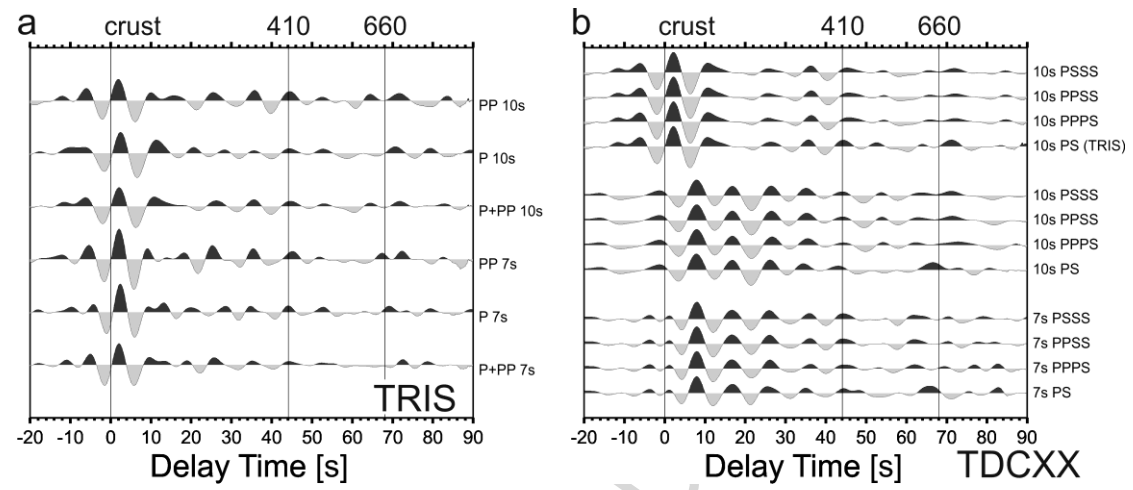 a
crust 410 660
PP 10s
P 10s
P+PP 10s
PP 7s
P 7s
P+PP 7s
TRIS
-20 -10 0 10 20 30 40 50 60 70 80 90
Delay Time [s]
b
crust 410 660
10s PSSS
10s PPSS
10s PPPS
10s PS (TRIS)
10s PSSS
10s PPSS
10s PPPS
10s PS
7s PSSS
7s PPSS
7s PPPS
7s PS
-20 -10 0 10 20 30 40 50 60 70 80 90
Delay Time [s] TDCXX